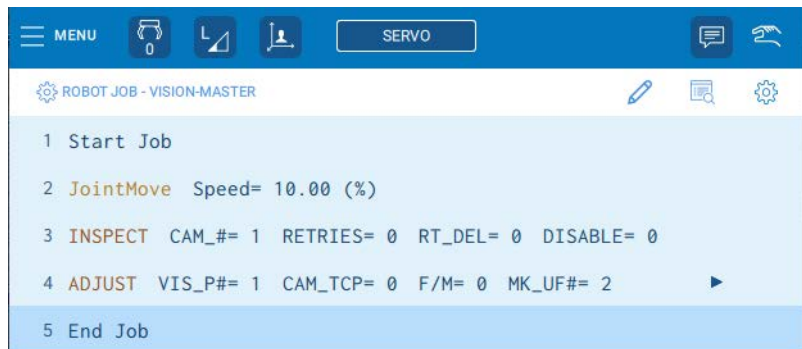 MENU 0 L SERVO
ROBOT JOB - VISION-MASTER
1 Start Job
2 JointMove Speed= 10.00 (%)
3 INSPECT CAM_#= 1 RETRIES= 0 RT_DEL= 0 DISABLE= 0
4 ADJUST VIS_P#= 1 CAM_TCP= 0 F/M= 0 MK_UF#= 2
5 End Job